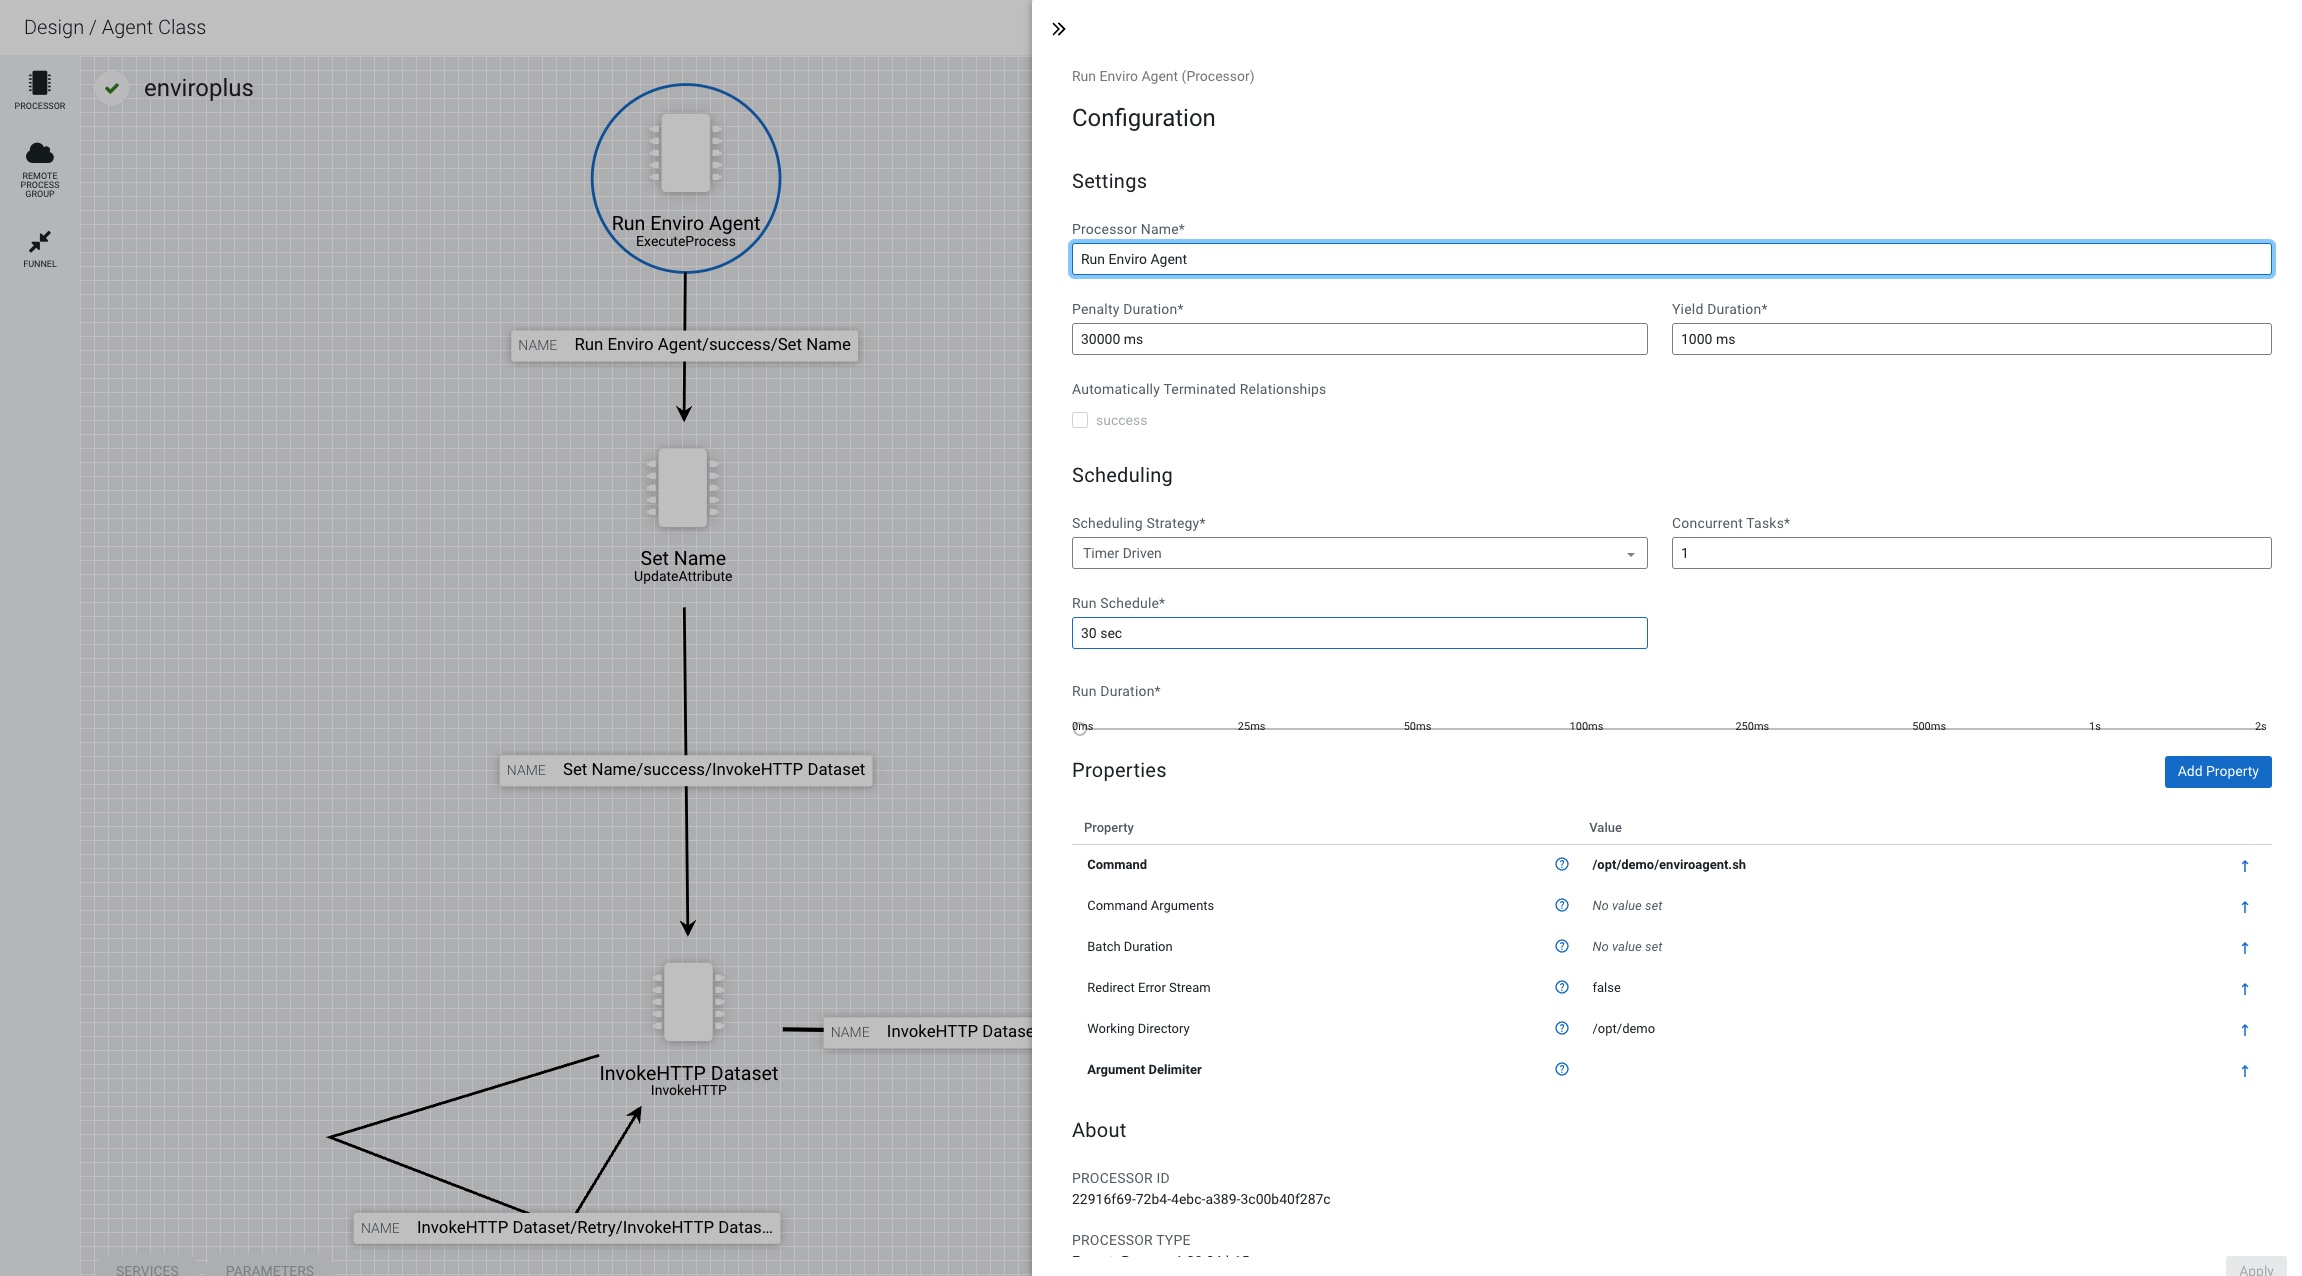 Design / Agent Class
PROCESSOR
REMOTE
PROCESS
GROUP
FUNNEL
enviroplus
Run Enviro Agent
ExecuteProcess
NAME Run Enviro Agent/success/Set Name
Set Name
UpdateAttribute
NAME Set Name/success/InvokeHTTP Dataset
InvokeHTTP Dataset
InvokeHTTP
NAME InvokeHTTP Datase
NAME InvokeHTTP Dataset/Retry/InvokeHTTP Datas...
SERVICES PARAMETERS
Run Enviro Agent (Processor)
Configuration
Settings
Processor Name*
Run Enviro Agent
Penalty Duration* Yield Duration*
30000 ms 1000 ms
Automatically Terminated Relationships
success
Scheduling
Scheduling Strategy* Concurrent Tasks*
Timer Driven 1
Run Schedule*
30 sec
Run Duration*
0ms 25ms 50ms 100ms 250ms 500ms 1s 2s
Properties Add Property
Property Value
Command /opt/demo/enviroagent.sh
Command Arguments No value set
Batch Duration No value set
Redirect Error Stream false
Working Directory /opt/demo
Argument Delimiter
About
PROCESSOR ID
22916f69-72b4-4ebc-a389-3c00b40f287c
PROCESSOR TYPE
Apply